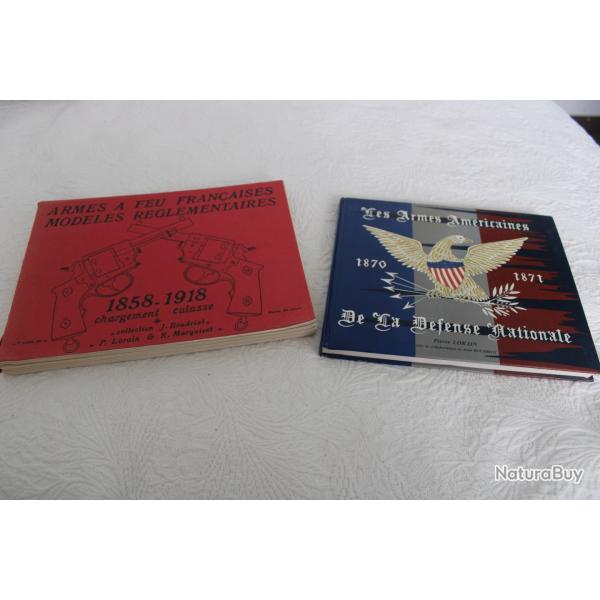 ARMES A FEU FRANÇAISES
MODELES REGLEMENTAIRES
1858-1918
chargement culasse
collection J. Boudriot
P. Lorain & R. Marquiset
Les Armes Américaines
1870
1871
De La Défense Nationale
Pierre LORAIN
NaturaBuy